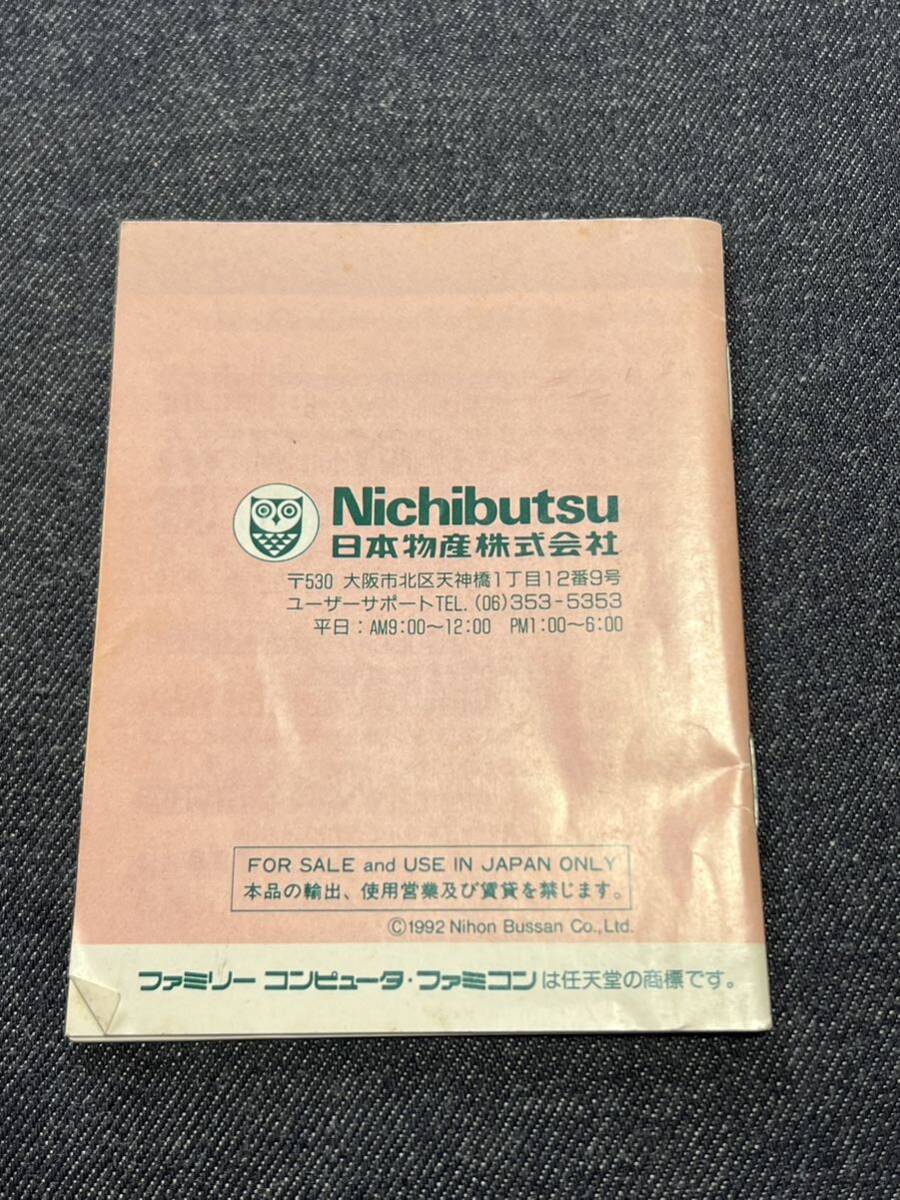 Nichibutsu
日本物産株式会社
〒530 大阪市北区天神橋1丁目12番9号
ユーザーサポートTEL. (06)353-5353
平日：AM9:00～12:00 PM1:00～6:00
FOR SALE and USE IN JAPAN ONLY
本品の輸出、使用営業及び賃貸を禁じます。
©1992 Nihon Bussan Co.,Ltd.
ファミリー コンピュータ・ファミコンは任天堂の商標です。